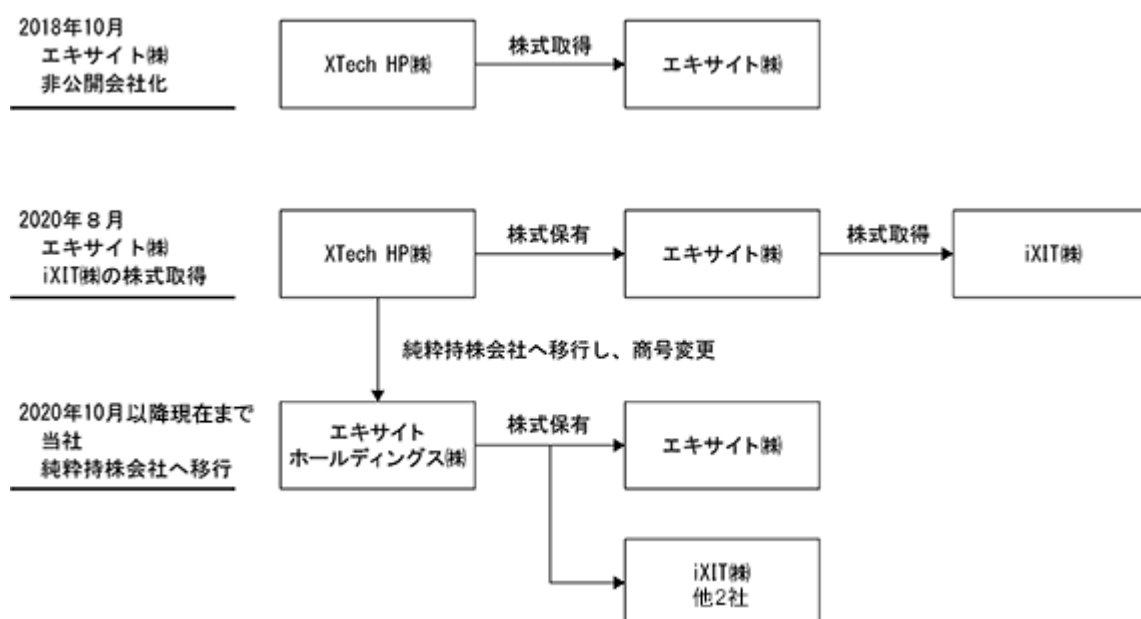 2018年10月
エキサイト㈱
非公開会社化
XTech HP㈱
株式取得
エキサイト㈱
2020年８月
エキサイト㈱
iXIT㈱の株式取得
XTech HP㈱
株式保有
エキサイト㈱
株式取得
iXIT㈱
純粋持株会社へ移行し、商号変更
2020年10月以降現在まで
当社
純粋持株会社へ移行
エキサイト
ホールディングス㈱
株式保有
エキサイト㈱
iXIT㈱
他2社